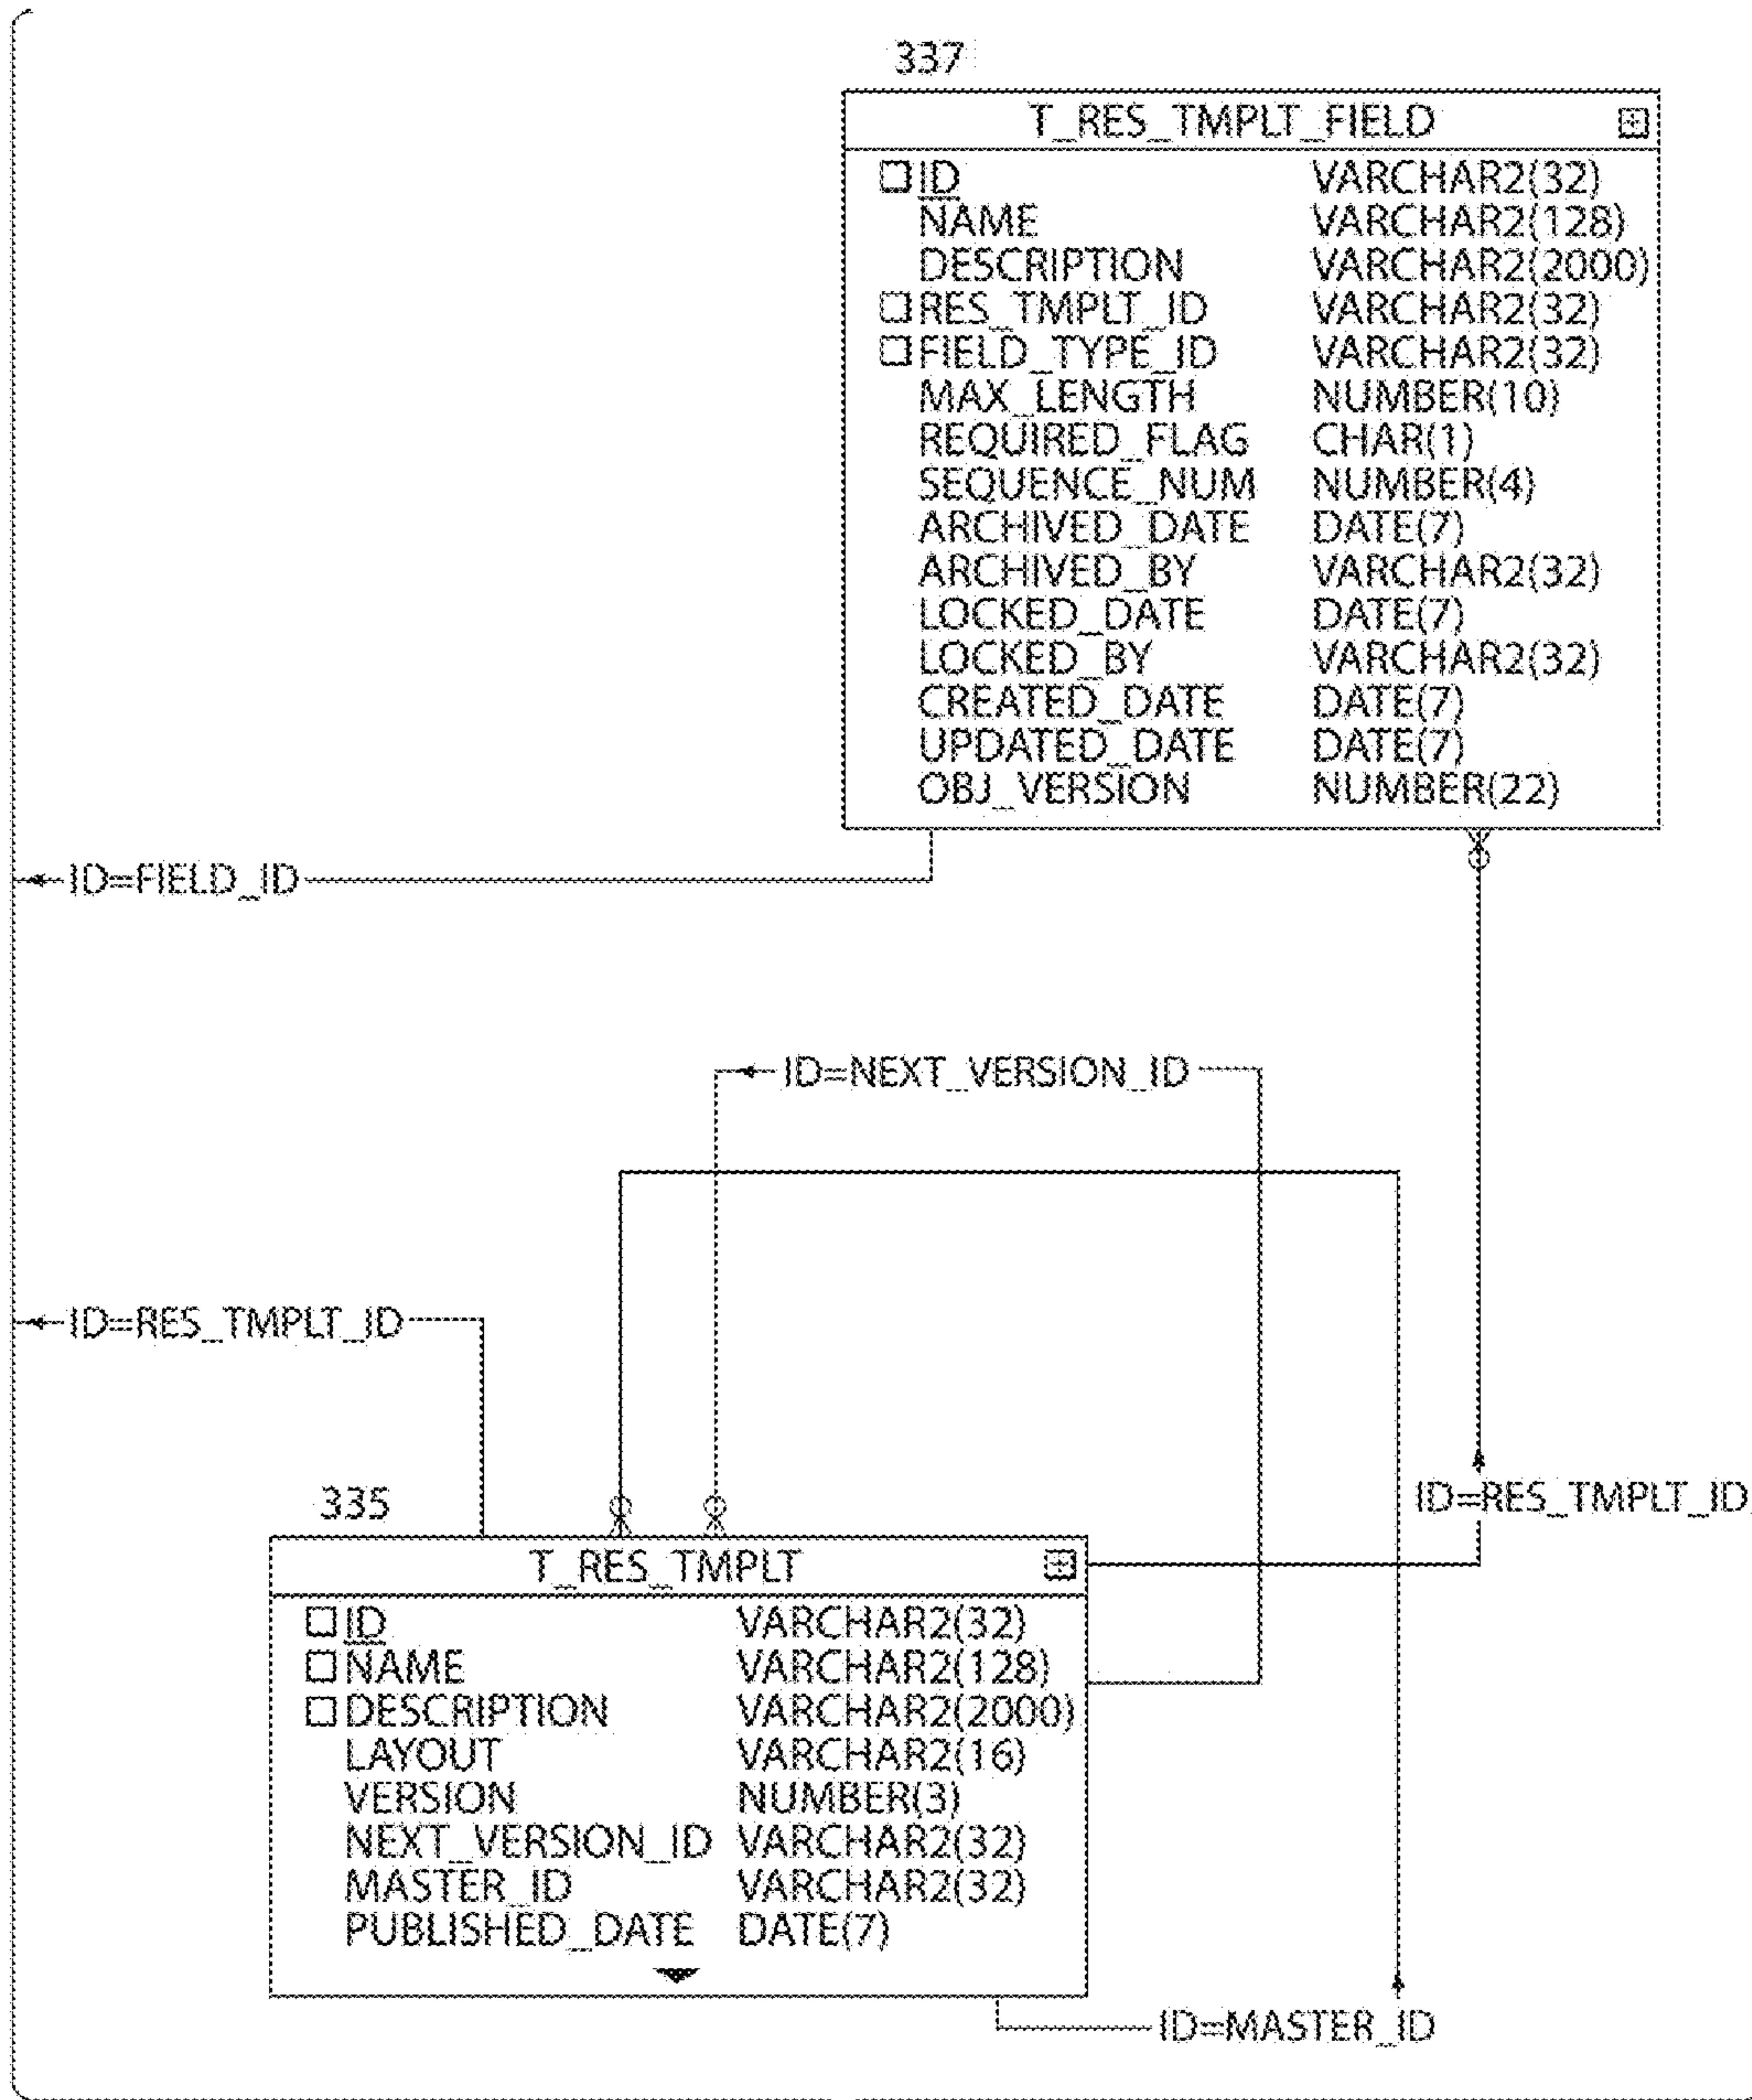 337
T_RES_TMPLT_FIELD
ID VARCHAR2(32)
NAME VARCHAR2(128)
DESCRIPTION VARCHAR2(2000)
RES_TMPLT_ID VARCHAR2(32)
FIELD_TYPE_ID VARCHAR2(32)
MAX_LENGTH NUMBER(10)
REQUIRED_FLAG CHAR(1)
SEQUENCE_NUM NUMBER(4)
ARCHIVED_DATE DATE(7)
ARCHIVED_BY VARCHAR2(32)
LOCKED_DATE DATE(7)
LOCKED_BY VARCHAR2(32)
CREATED_DATE DATE(7)
UPDATED_DATE DATE(7)
OBJ_VERSION NUMBER(22)
ID=FIELD_ID
ID=NEXT_VERSION_ID
ID=RES_TMPLT_ID
ID=RES_TMPLT_ID
335
T_RES_TMPLT
ID VARCHAR2(32)
NAME VARCHAR2(128)
DESCRIPTION VARCHAR2(2000)
LAYOUT VARCHAR2(16)
VERSION NUMBER(3)
NEXT_VERSION_ID VARCHAR2(32)
MASTER_ID VARCHAR2(32)
PUBLISHED_DATE DATE(7)
ID=MASTER_ID